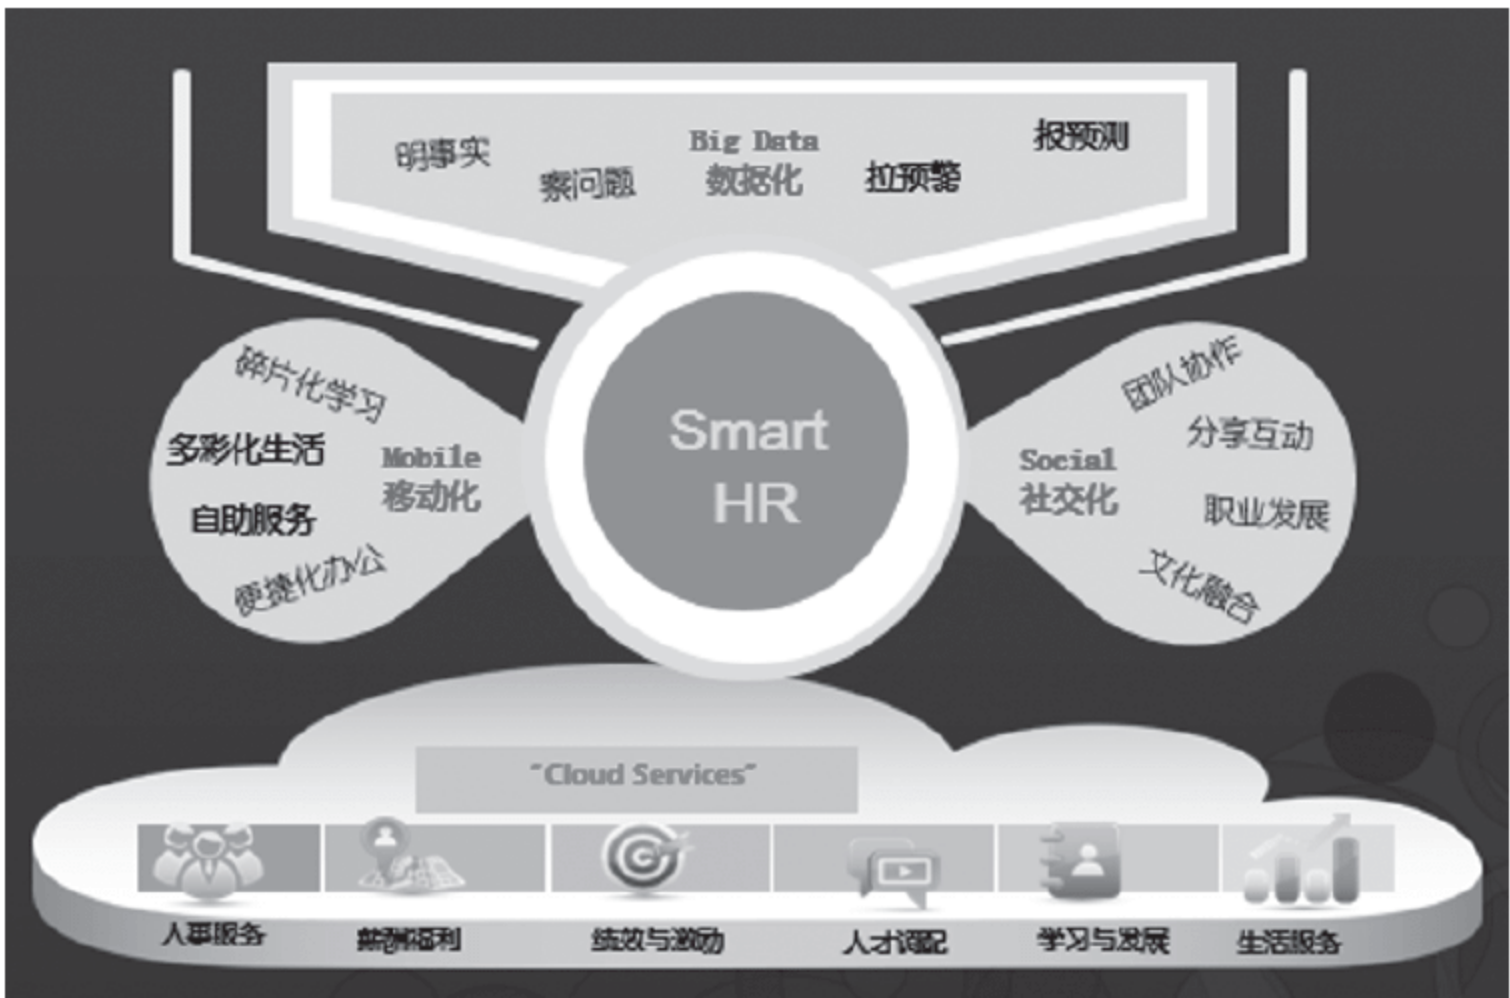 明事实
察问题
Big Data
数据化
拉预警
报预测
碎片化学习
多彩化生活
自助服务
便捷化办公
Mobile
移动化
Smart
HR
Social
社交化
团队协作
分享互动
职业发展
文化融合
"Cloud Services"
人事服务
薪酬福利
绩效与激励
人才调配
学习与发展
生活服务